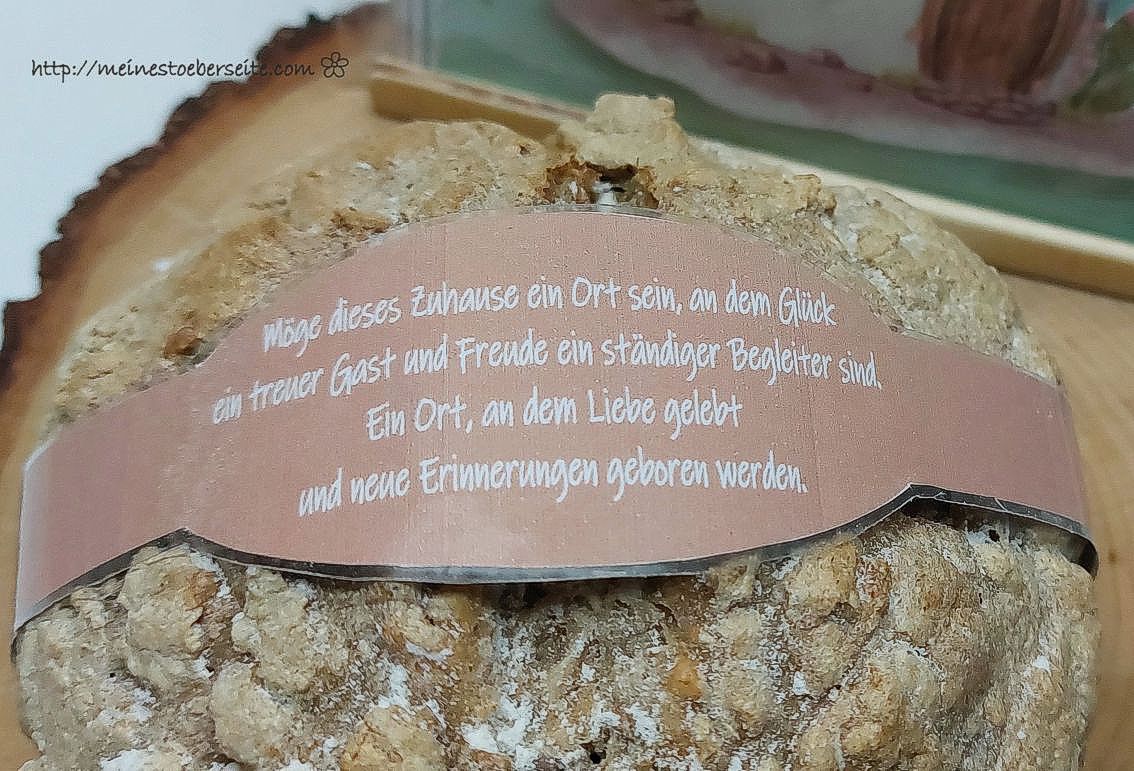 http://meinestoeberseite.com
Möge dieses Zuhause ein Ort sein, an dem Glück
ein treuer Gast und Freude ein ständiger Begleiter sind.
Ein Ort, an dem Liebe gelebt
und neue Erinnerungen geboren werden.